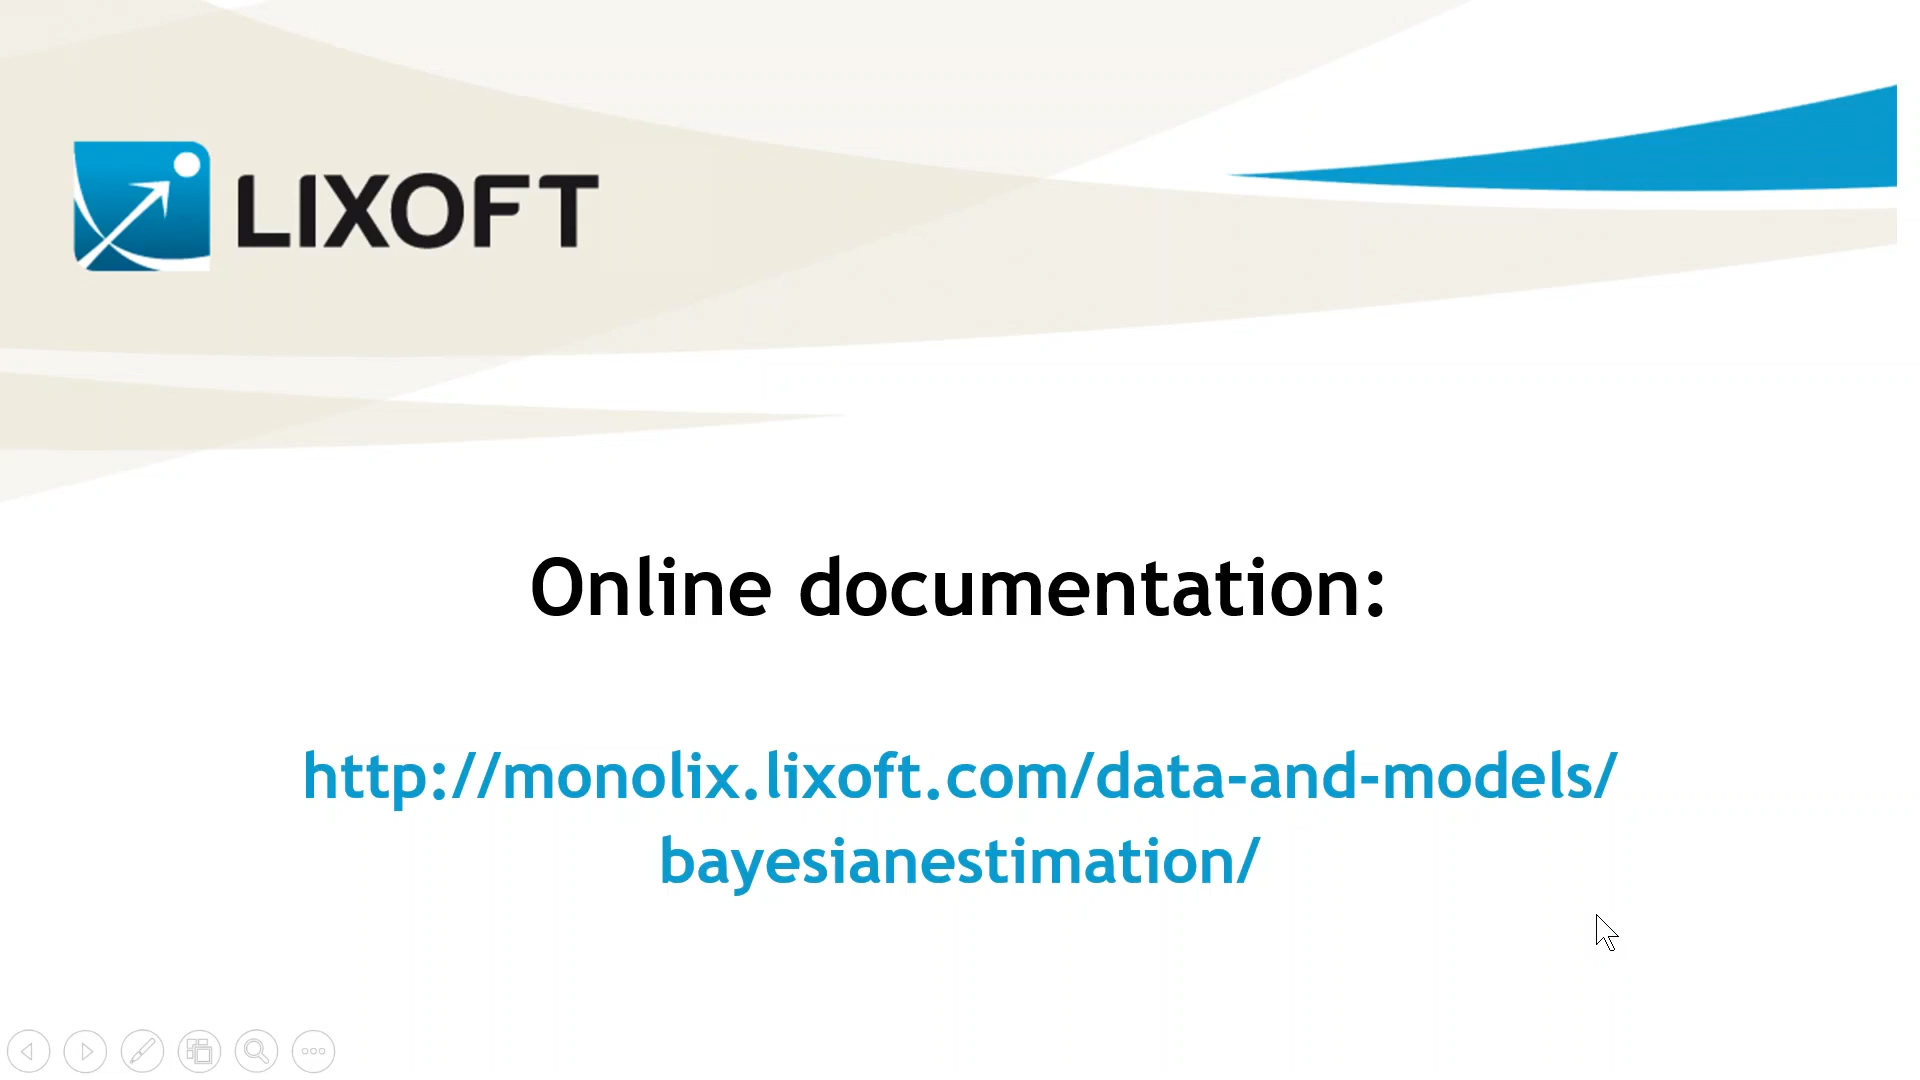 LIXOFT
Online documentation:
http://monolix.lixoft.com/data-and-models/
bayesianestimation/